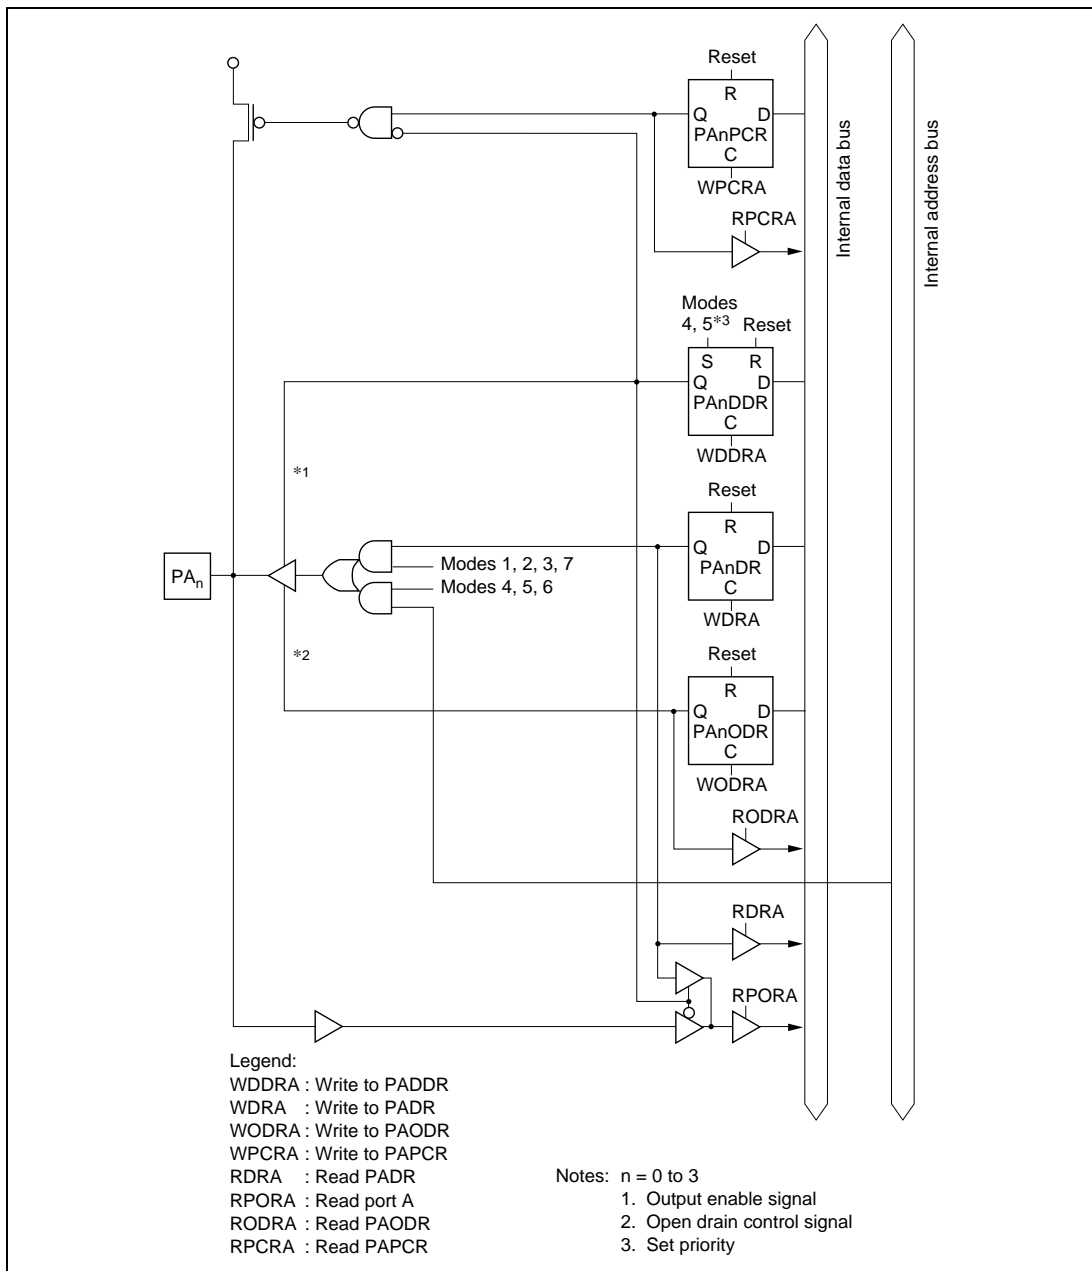 Reset
R
Q D
PAnPCR
C
WPCRA
RPCRA
Internal data bus
Internal address bus
Modes
4, 5*3 Reset
S R
Q D
PAnDDR
C
WDDRA
*1
Reset
R
Q D
PAnDR
C
WDRA
Modes 1, 2, 3, 7
Modes 4, 5, 6
PAn
*2
Reset
R
Q D
PAnODR
C
WODRA
RODRA
RDRA
RPORA
Legend:
WDDRA : Write to PADDR
WDRA : Write to PADR
WODRA : Write to PAODR
WPCRA : Write to PAPCR
RDRA : Read PADR
RPORA : Read port A
RODRA : Read PAODR
RPCRA : Read PAPCR
Notes: n = 0 to 3
1. Output enable signal
2. Open drain control signal
3. Set priority